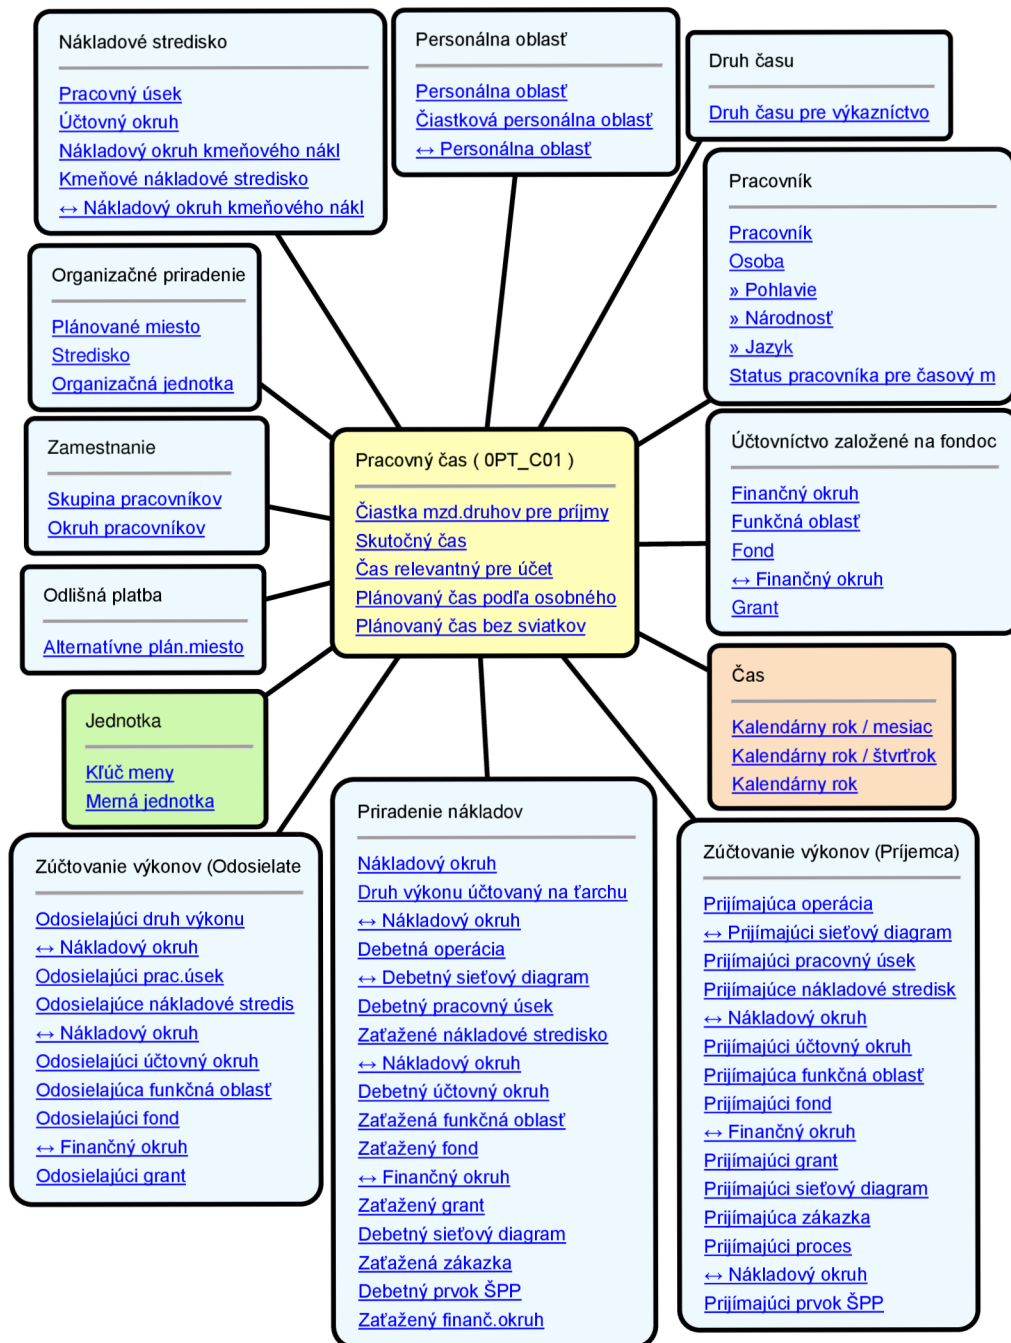 Nákladové stredisko
Pracovný úsek
Účtovný okruh
Nákladový okruh kmeňového nákl
Kmeňové nákladové stredisko
↔ Nákladový okruh kmeňového nákl
Personálna oblasť
Personálna oblasť
Čiastková personálna oblasť
↔ Personálna oblasť
Druh času
Druh času pre výkazníctvo
Pracovník
Pracovník
Osoba
» Pohlavie
» Národnosť
» Jazyk
Status pracovníka pre časový m
Organizačné priradenie
Plánované miesto
Stredisko
Organizačná jednotka
Zamestnanie
Skupina pracovníkov
Okruh pracovníkov
Pracovný čas ( 0PT_C01 )
Čiastka mzd.druhov pre príjmy
Skutočný čas
Čas relevantný pre účet
Plánovaný čas podľa osobného
Plánovaný čas bez sviatkov
Účtovníctvo založené na fondoc
Finančný okruh
Funkčná oblasť
Fond
↔ Finančný okruh
Grant
Odlišná platba
Alternatívne plán.miesto
Jednotka
Kľúč meny
Merná jednotka
Čas
Kalendárny rok / mesiac
Kalendárny rok / štvrťrok
Kalendárny rok
Zúčtovanie výkonov (Odosielate
Odosielajúci druh výkonu
↔ Nákladový okruh
Odosielajúci prac.úsek
Odosielajúce nákladové stredis
↔ Nákladový okruh
Odosielajúci účtovný okruh
Odosielajúca funkčná oblasť
Odosielajúci fond
↔ Finančný okruh
Odosielajúci grant
Priradenie nákladov
Nákladový okruh
Druh výkonu účtovaný na ťarchu
↔ Nákladový okruh
Debetná operácia
↔ Debetný sieťový diagram
Debetný pracovný úsek
Zaťažené nákladové stredisko
↔ Nákladový okruh
Debetný účtovný okruh
Zaťažená funkčná oblasť
Zaťažený fond
↔ Finančný okruh
Zaťažený grant
Debetný sieťový diagram
Zaťažená zákazka
Debetný prvok ŠPP
Zaťažený finanč.okruh
Zúčtovanie výkonov (Príjemca)
Prijímajúca operácia
↔ Prijímajúci sieťový diagram
Prijímajúci pracovný úsek
Prijímajúce nákladové stredisk
↔ Nákladový okruh
Prijímajúci účtovný okruh
Prijímajúca funkčná oblasť
Prijímajúci fond
↔ Finančný okruh
Prijímajúci grant
Prijímajúci sieťový diagram
Prijímajúca zákazka
Prijímajúci proces
↔ Nákladový okruh
Prijímajúci prvok ŠPP